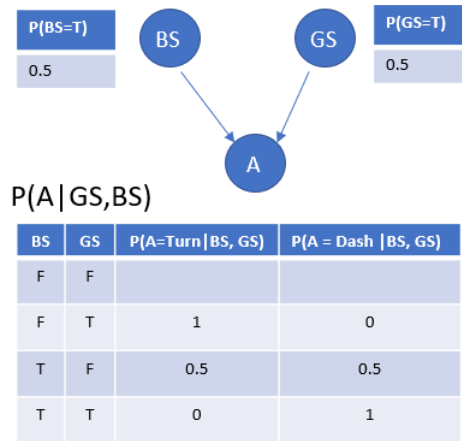 P(BS=T)
0.5
BS
GS
P(GS=T)
0.5
A
P(A|GS,BS)
BS GS P(A=Turn|BS, GS) P(A = Dash |BS, GS)
F F
F T 1 0
T F 0.5 0.5
T T 0 1